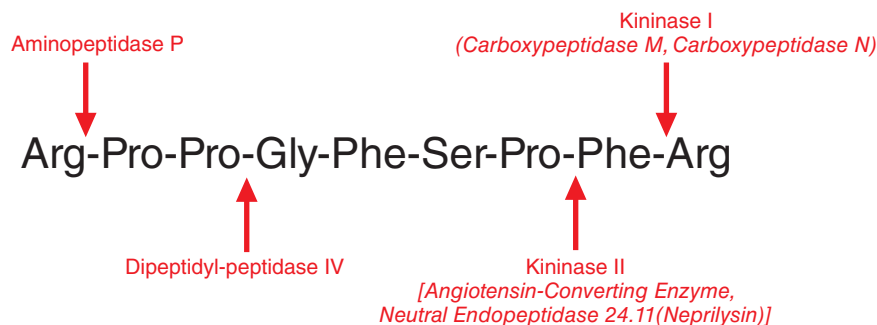 Aminopeptidase P
Kininase I
(Carboxypeptidase M, Carboxypeptidase N)
Arg-Pro-Pro-Gly-Phe-Ser-Pro-Phe-Arg
Dipeptidyl-peptidase IV
Kininase II
[Angiotensin-Converting Enzyme,
Neutral Endopeptidase 24.11(Neprilysin)]